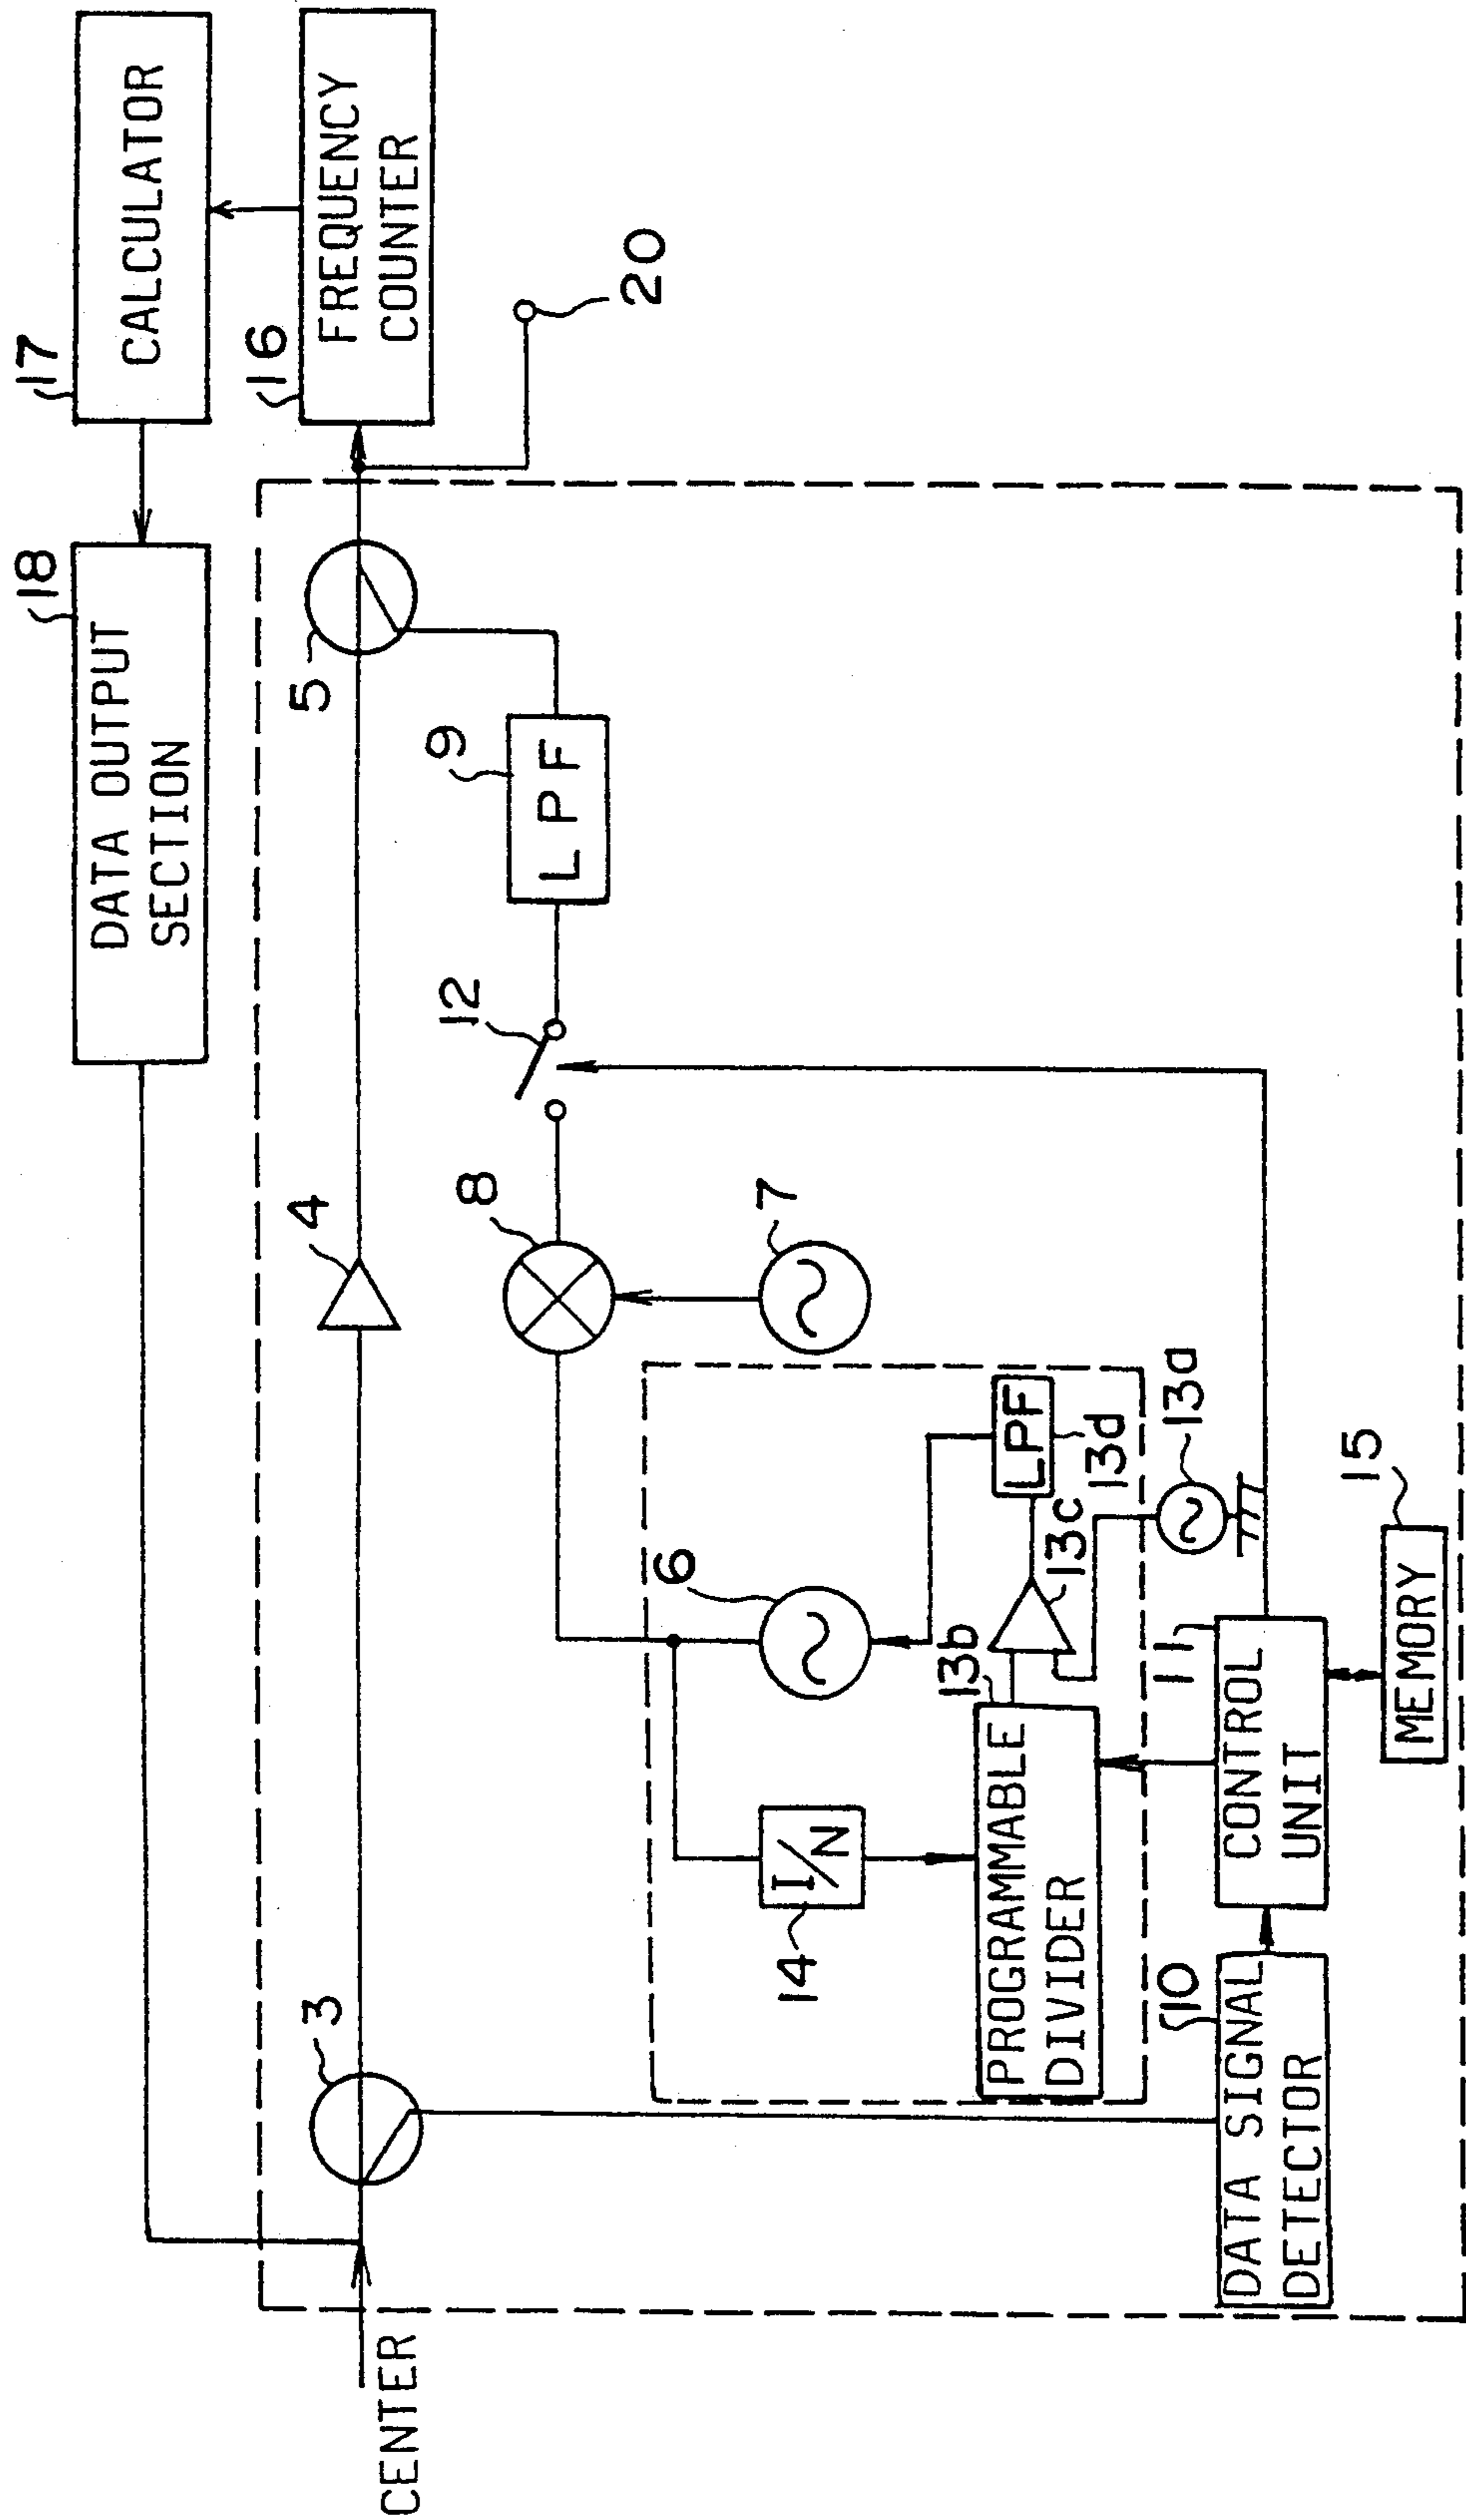 17
CALCULATOR
18
DATA OUTPUT
SECTION
16
FREQUENCY
COUNTER
20
5
9
LPF
12
4
8
7
3
6
LPF
13d
13c
13a
13b
14
I/N
PROGRAMMABLE
DIVIDER
11
CONTROL
UNIT
15
MEMORY
10
DATA SIGNAL
DETECTOR
CENTER